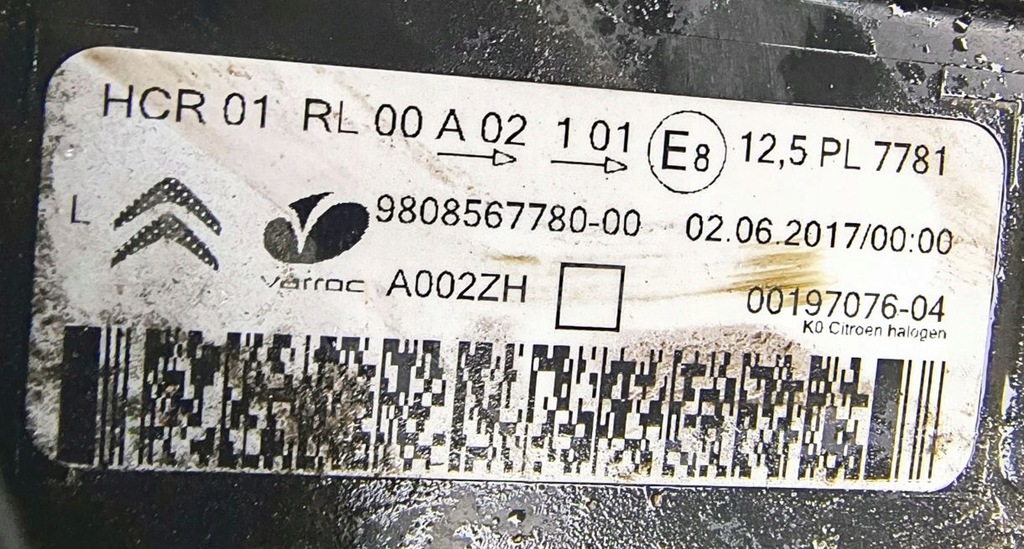 HCR 01 RL 00 A 02 1 01 E8 12,5 PL 7781
L 9808567780-00 02.06.2017/00:00
varroc A002ZH 00197076-04
K0 Citroen halogen